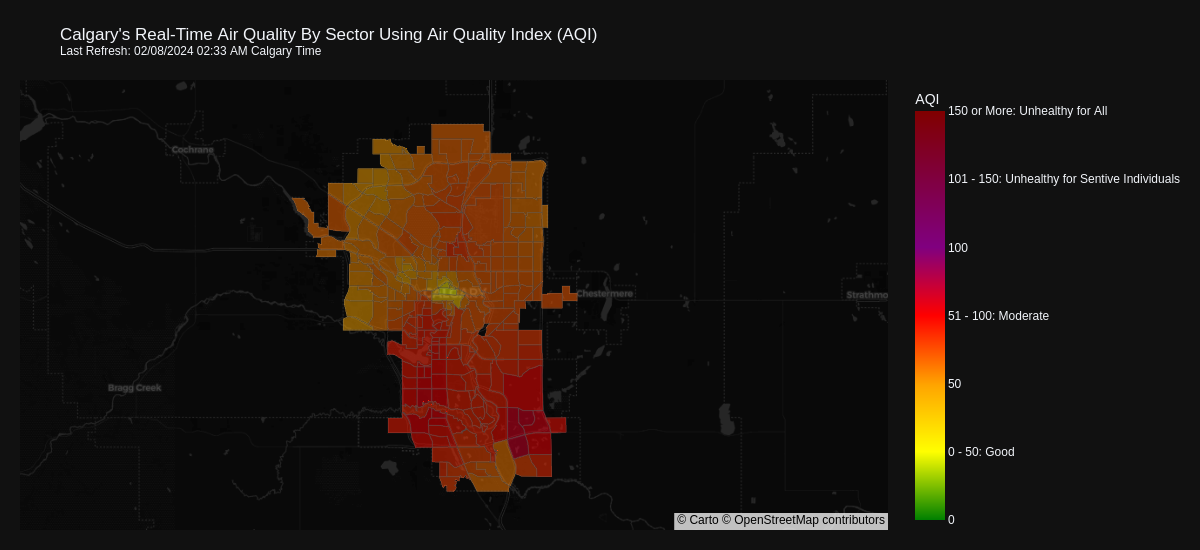 Calgary's Real-Time Air Quality By Sector Using Air Quality Index (AQI)
Last Refresh: 02/08/2024 02:33 AM Calgary Time
AQI
150 or More: Unhealthy for All
Cochrane
101 - 150: Unhealthy for Sentive Individuals
100
CALGARY
Chestermere
Strathmo
51 - 100: Moderate
50
Bragg Creek
0 - 50: Good
0
© Carto © OpenStreetMap contributors